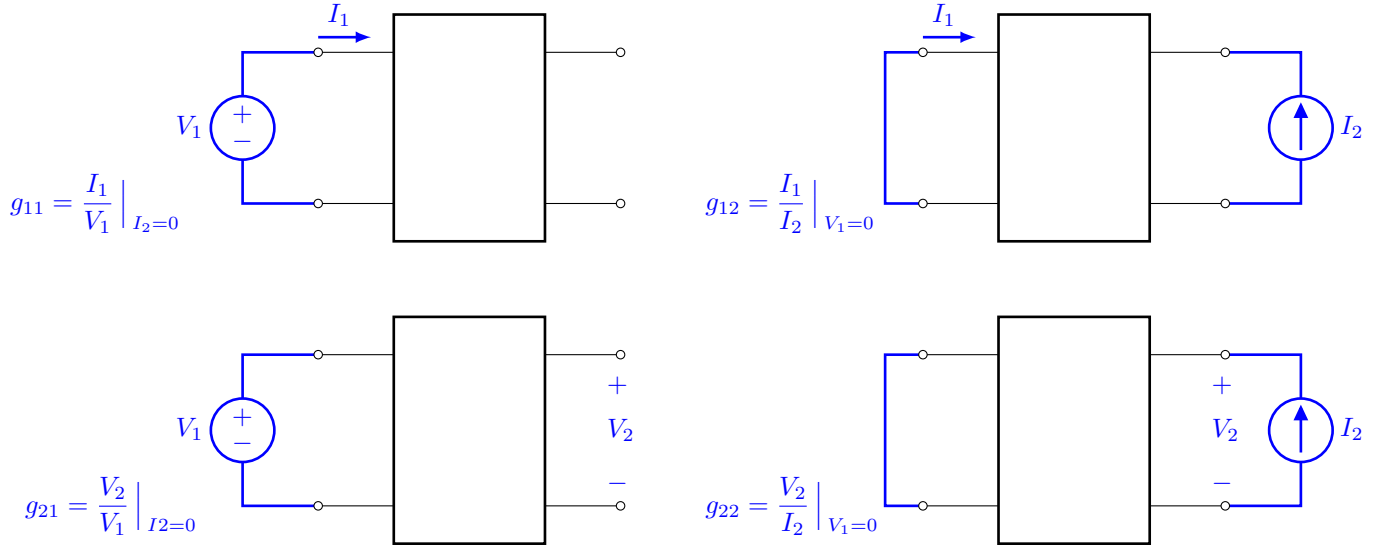 I₁ I₁
V₁ + − I₂
g₁₁ = I₁/V₁ |_{I₂=0} g₁₂ = I₁/I₂ |_{V₁=0}
+ +
V₁ + − V₂ V₂ I₂
− −
g₂₁ = V₂/V₁ |_{I2=0} g₂₂ = V₂/I₂ |_{V₁=0}